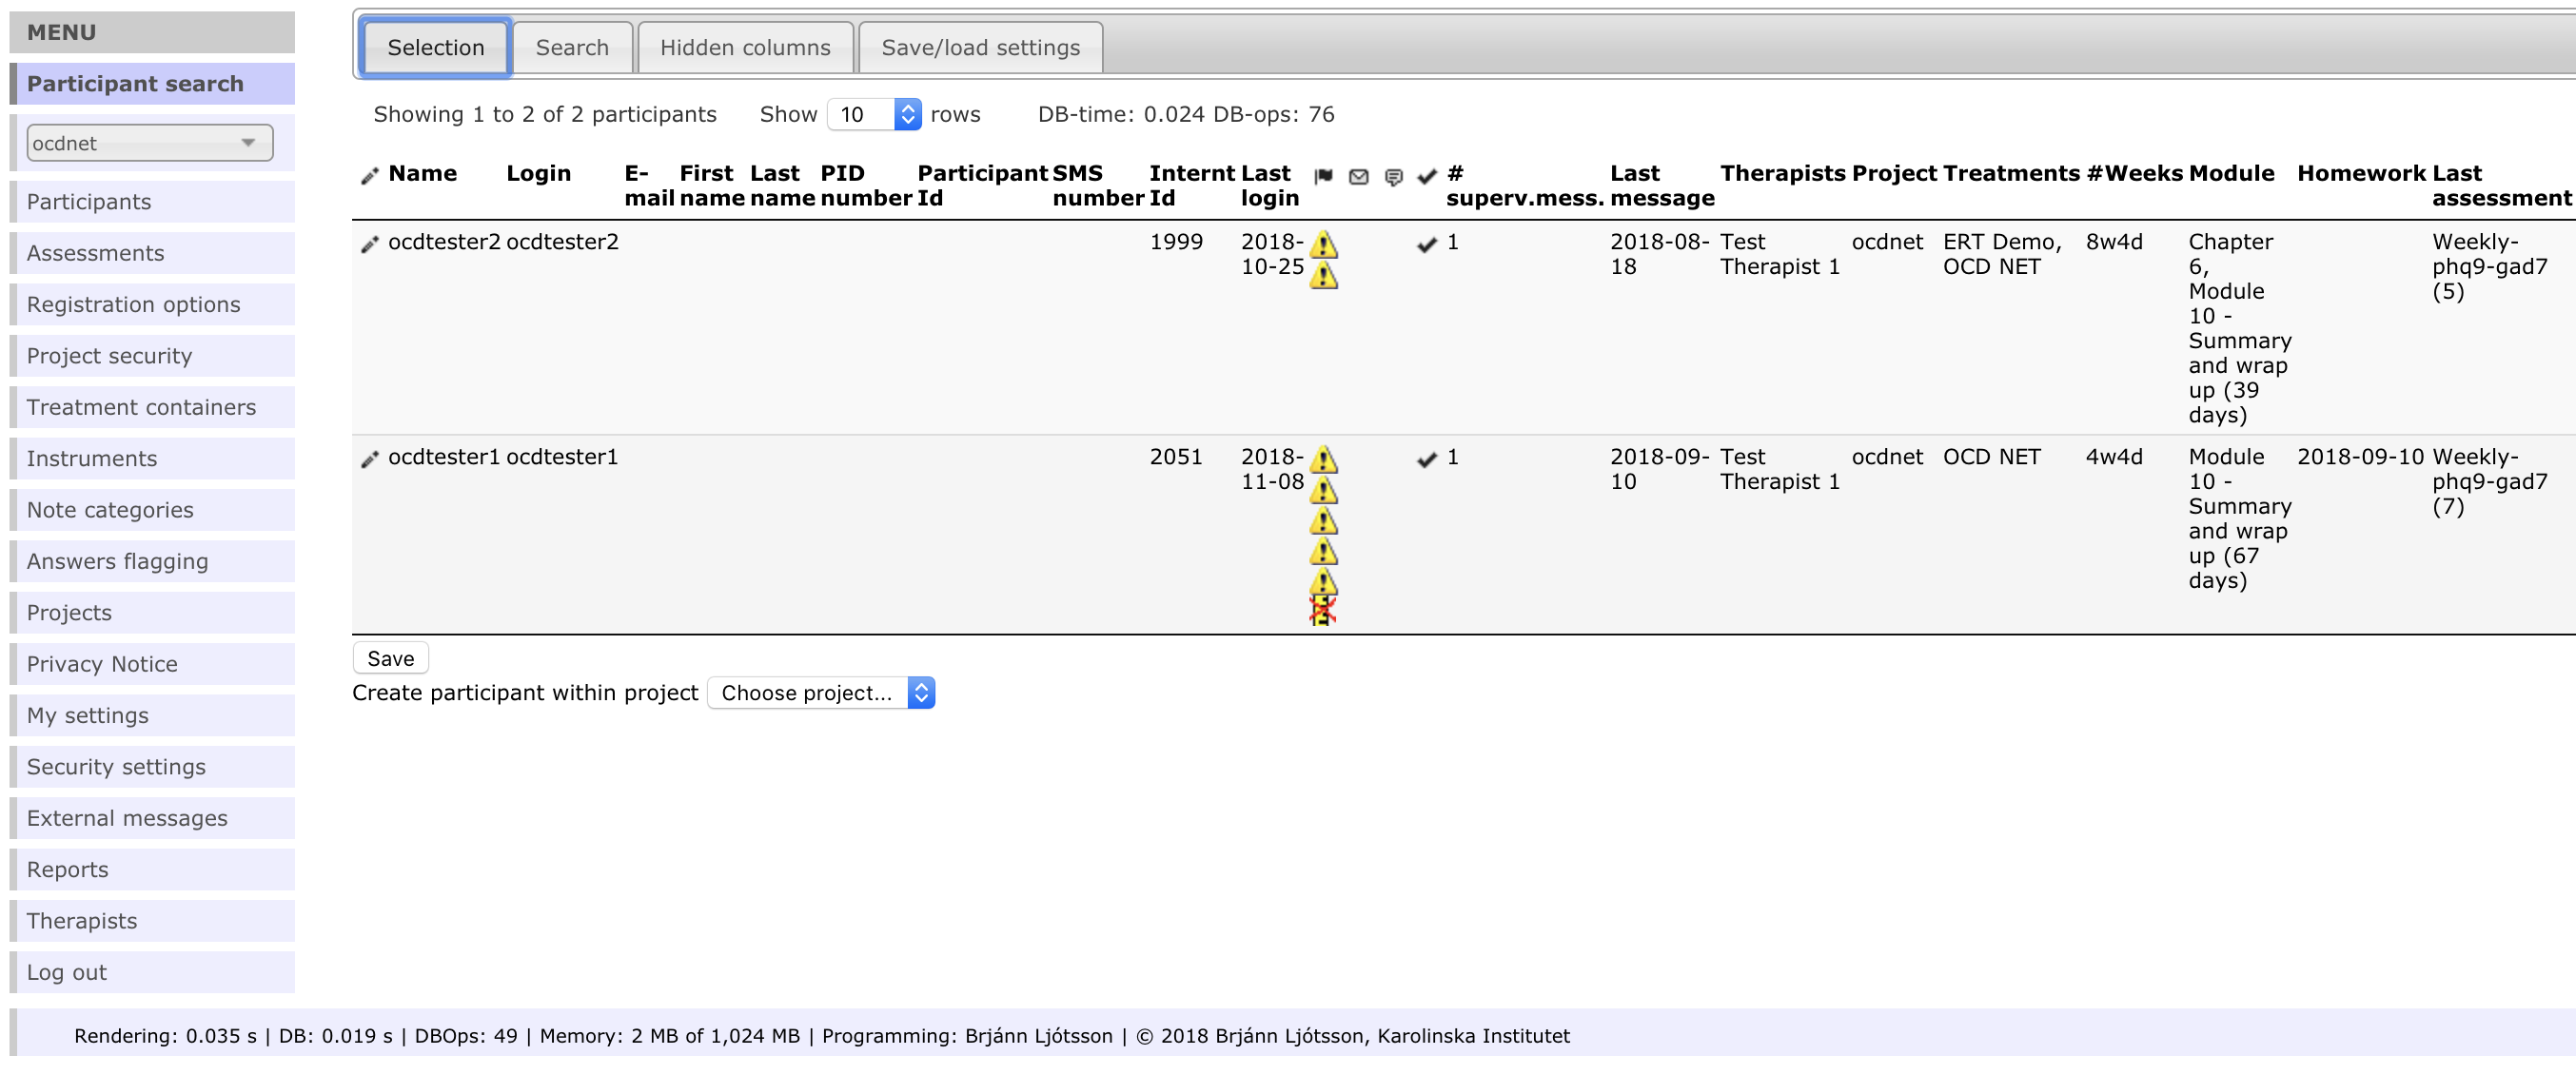 MENU
Participant search
ocdnet
Participants
Assessments
Registration options
Project security
Treatment containers
Instruments
Note categories
Answers flagging
Projects
Privacy Notice
My settings
Security settings
External messages
Reports
Therapists
Log out
Selection Search Hidden columns Save/load settings
Showing 1 to 2 of 2 participants Show 10 rows DB-time: 0.024 DB-ops: 76
Name Login E- First Last PID Participant SMS Internt Last # Last Therapists Project Treatments #Weeks Module Homework Last
mail name name number Id number Id login superv.mess. message assessment
ocdtester2 ocdtester2 1999 2018- 1 2018-08- Test ocdnet ERT Demo, 8w4d Chapter Weekly-
10-25 18 Therapist 1 OCD NET 6, phq9-gad7
Module (5)
10 -
Summary
and wrap
up (39
days)
ocdtester1 ocdtester1 2051 2018- 1 2018-09- Test ocdnet OCD NET 4w4d Module 2018-09-10 Weekly-
11-08 10 Therapist 1 10 - phq9-gad7
Summary (7)
and wrap
up (67
days)
Save
Create participant within project Choose project...
Rendering: 0.035 s | DB: 0.019 s | DBOps: 49 | Memory: 2 MB of 1,024 MB | Programming: Brjánn Ljótsson | © 2018 Brjánn Ljótsson, Karolinska Institutet